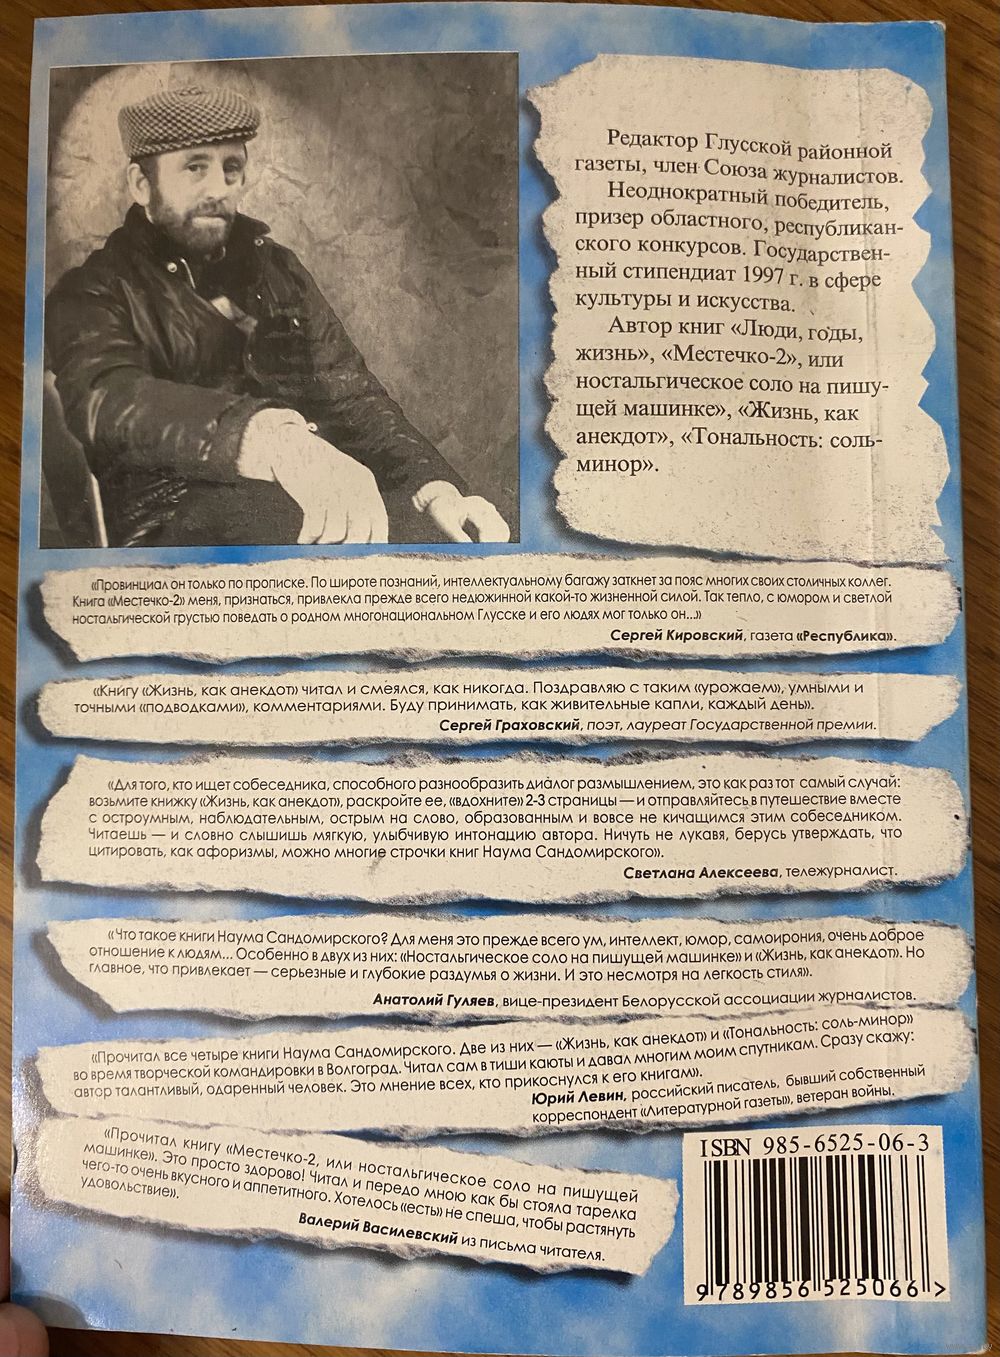 Редактор Глусской районной
газеты, член Союза журналистов.
Неоднократный победитель,
призер областного, республикан-
ского конкурсов. Государствен-
ный стипендиат 1997 г. в сфере
культуры и искусства.
Автор книг «Люди, годы,
жизнь», «Местечко-2», или
ностальгическое соло на пишу-
щей машинке», «Жизнь, как
анекдот», «Тональность: соль-
минор».
«Провинциал он только по прописке. По широте познаний, интеллектуальному багажу заткнет за пояс многих своих столичных коллег.
Книга «Местечко-2» меня, признаться, привлекла прежде всего недюжинной какой-то жизненной силой. Так тепло, с юмором и светлой
ностальгической грустью поведать о родном многонациональном Глусске и его людях мог только он...»
Сергей Кировский, газета «Республика».
«Книгу «Жизнь, как анекдот» читал и смеялся, как никогда. Поздравляю с таким «урожаем», умными и
точными «подводками», комментариями. Буду принимать, как живительные капли, каждый день».
Сергей Граховский, поэт, лауреат Государственной премии.
«Для того, кто ищет собеседника, способного разнообразить диалог размышлением, это как раз тот самый случай:
возьмите книжку «Жизнь, как анекдот», раскройте ее, «вдохните» 2-3 страницы — и отправляйтесь в путешествие вместе
с остроумным, наблюдательным, острым на слово, образованным и вовсе не кичащимся этим собеседником.
Читаешь — и словно слышишь мягкую, улыбчивую интонацию автора. Ничуть не лукавя, берусь утверждать, что
цитировать, как афоризмы, можно многие строчки книг Наума Сандомирского».
Светлана Алексеева, тележурналист.
«Что такое книги Наума Сандомирского? Для меня это прежде всего ум, интеллект, юмор, самоирония, очень доброе
отношение к людям... Особенно в двух из них: «Ностальгическое соло на пишущей машинке» и «Жизнь, как анекдот». Но
главное, что привлекает — серьезные и глубокие раздумья о жизни. И это несмотря на легкость стиля».
Анатолий Гуляев, вице-президент Белорусской ассоциации журналистов.
«Прочитал все четыре книги Наума Сандомирского. Две из них — «Жизнь, как анекдот» и «Тональность: соль-минор»
во время творческой командировки в Волгоград. Читал сам в тиши каюты и давал многим моим спутникам. Сразу скажу:
автор талантливый, одаренный человек. Это мнение всех, кто прикоснулся к его книгам».
Юрий Левин, российский писатель, бывший собственный
корреспондент «Литературной газеты», ветеран войны.
«Прочитал книгу «Местечко-2, или ностальгическое соло на пишущей
машинке». Это просто здорово! Читал и передо мною как бы стояла тарелка
чего-то очень вкусного и аппетитного. Хотелось «есть» не спеша, чтобы растянуть
удовольствие».
Валерий Василевский из письма читателя.
ISBN 985-6525-06-3
9 789856 525066 >